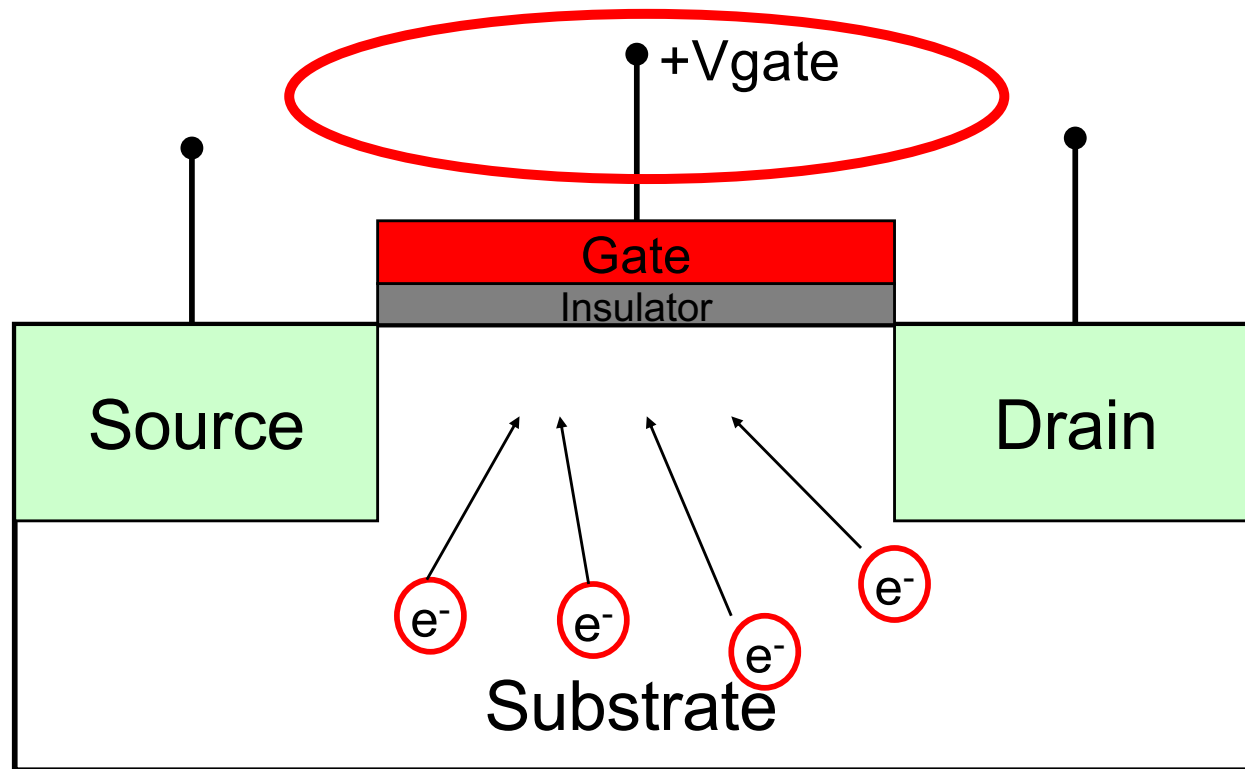 +Vgate
Gate
Insulator
Source
Drain
e-
e-
e-
e-
Substrate